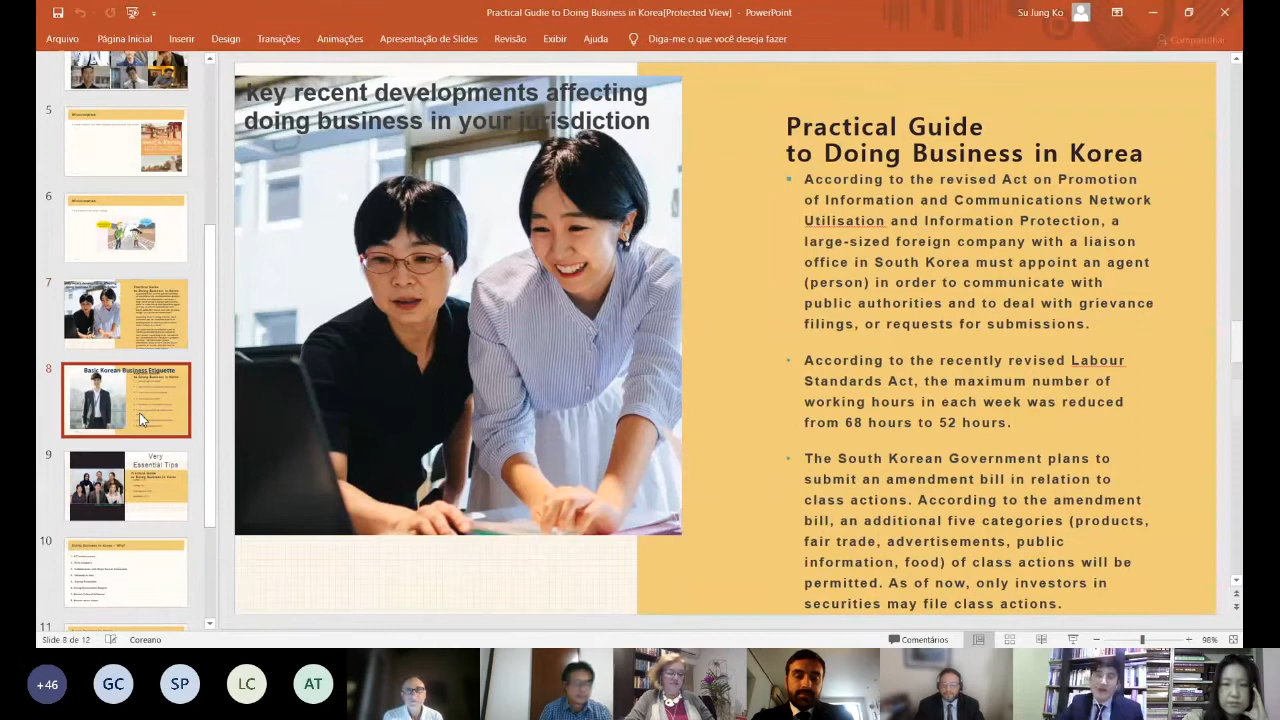 Practical Gudie to Doing Business in Korea[Protected View] - PowerPoint
Su Jung Ko
Arquivo
Página Inicial
Inserir
Design
Transições
Animações
Apresentação de Slides
Revisão
Exibir
Ajuda
Diga-me o que você deseja fazer
Compartilhar
5
6
7
8
Basic Korean Business Etiquette
9
Very
Essential Tips
10
11
key recent developments affecting
doing business in your jurisdiction
Practical Guide
to Doing Business in Korea
According to the revised Act on Promotion
of Information and Communications Network
Utilisation and Information Protection, a
large-sized foreign company with a liaison
office in South Korea must appoint an agent
(person) in order to communicate with
public authorities and to deal with grievance
filings, or requests for submissions.
According to the recently revised Labour
Standards Act, the maximum number of
working hours in each week was reduced
from 68 hours to 52 hours.
The South Korean Government plans to
submit an amendment bill in relation to
class actions. According to the amendment
bill, an additional five categories (products,
fair trade, advertisements, public
information, food) of class actions will be
permitted. As of now, only investors in
securities may file class actions.
Slide 8 de 12
Coreano
Comentários
98%
+46
GC
SP
LC
AT